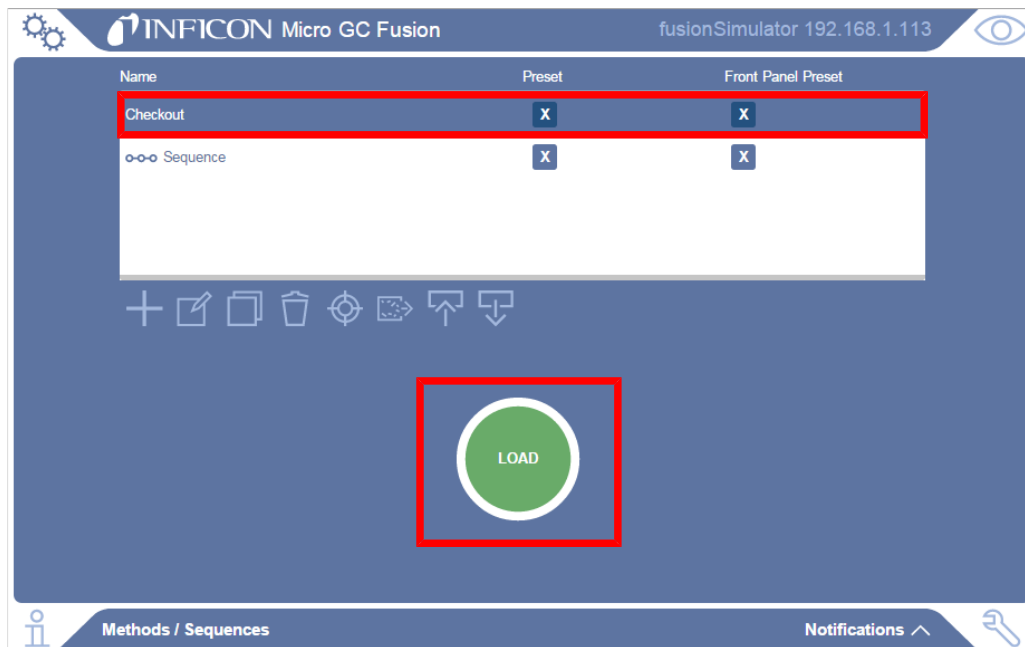 INFICON Micro GC Fusion fusionSimulator 192.168.1.113
Name Preset Front Panel Preset
Checkout X X
Sequence X X
LOAD
Methods / Sequences Notifications